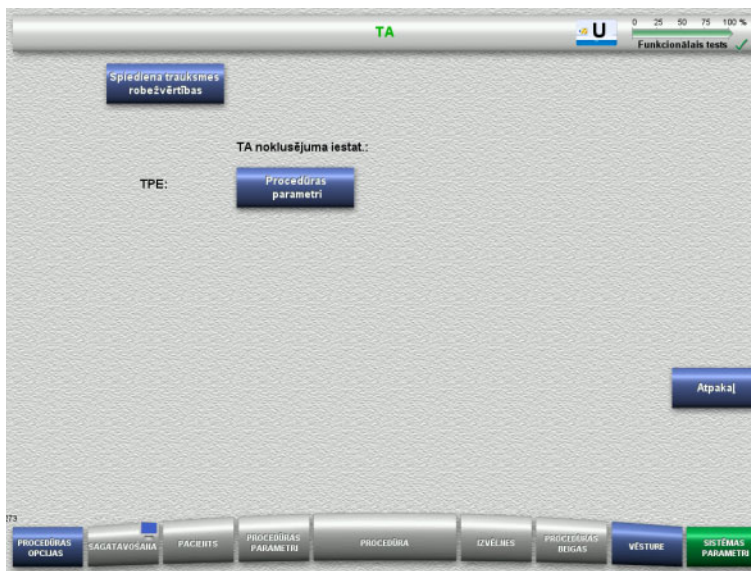 TA
U
0 25 50 75 100 %
Funkcionālais tests
Spiediena trauksmes
robežvērtības
TA noklusējuma iestat.:
TPE:
Procedūras
parametri
Atpakaļ
273
PROCEDŪRAS
OPCIJAS
SAGATAVOŠANA
PACIENTS
PROCEDŪRAS
PARAMETRI
PROCEDŪRA
IZVĒLNES
PROCEDŪRAS
BEIGAS
VĒSTURE
SISTĒMAS
PARAMETRI